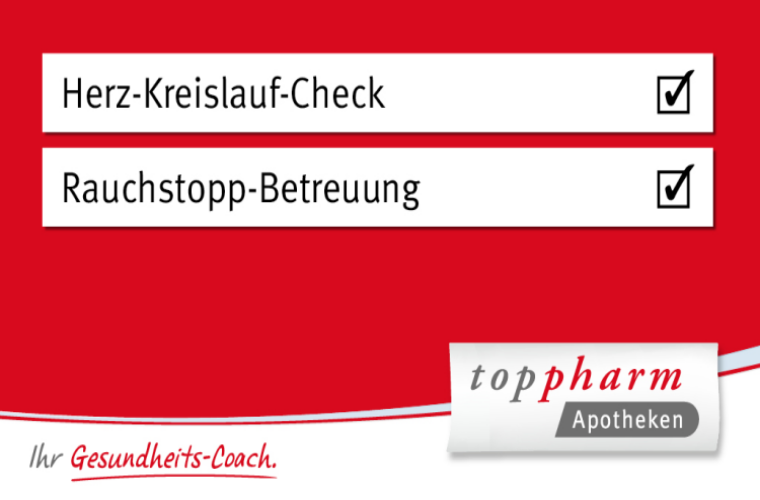 Herz-Kreislauf-Check
Rauchstopp-Betreuung
toppharm
Apotheken
Ihr Gesundheits-Coach.